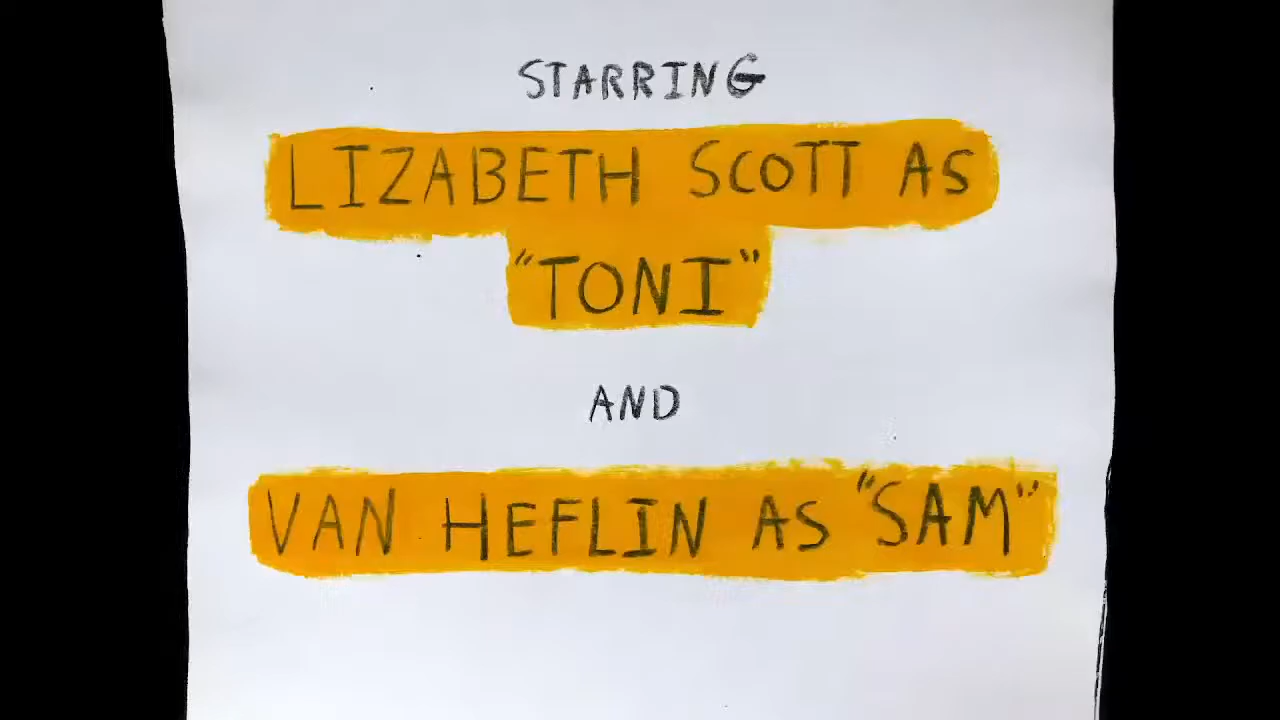 STARRING
LIZABETH SCOTT AS
"TONI"
AND
VAN HEFLIN AS "SAM"